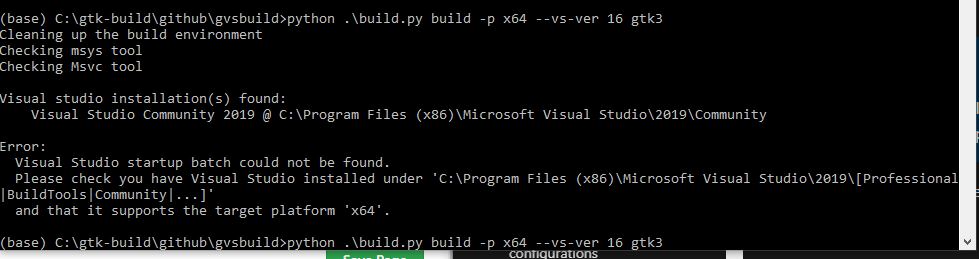 (base) C:\gtk-build\github\gvsbuild>python .\build.py build -p x64 --vs-ver 16 gtk3
Cleaning up the build environment
Checking msys tool
Checking Msvc tool
Visual studio installation(s) found:
Visual Studio Community 2019 @ C:\Program Files (x86)\Microsoft Visual Studio\2019\Community
Error:
Visual Studio startup batch could not be found.
Please check you have Visual Studio installed under 'C:\Program Files (x86)\Microsoft Visual Studio\2019\[Professional
|BuildTools|Community|...]'
and that it supports the target platform 'x64'.
(base) C:\gtk-build\github\gvsbuild>python .\build.py build -p x64 --vs-ver 16 gtk3
Save Page
configurations